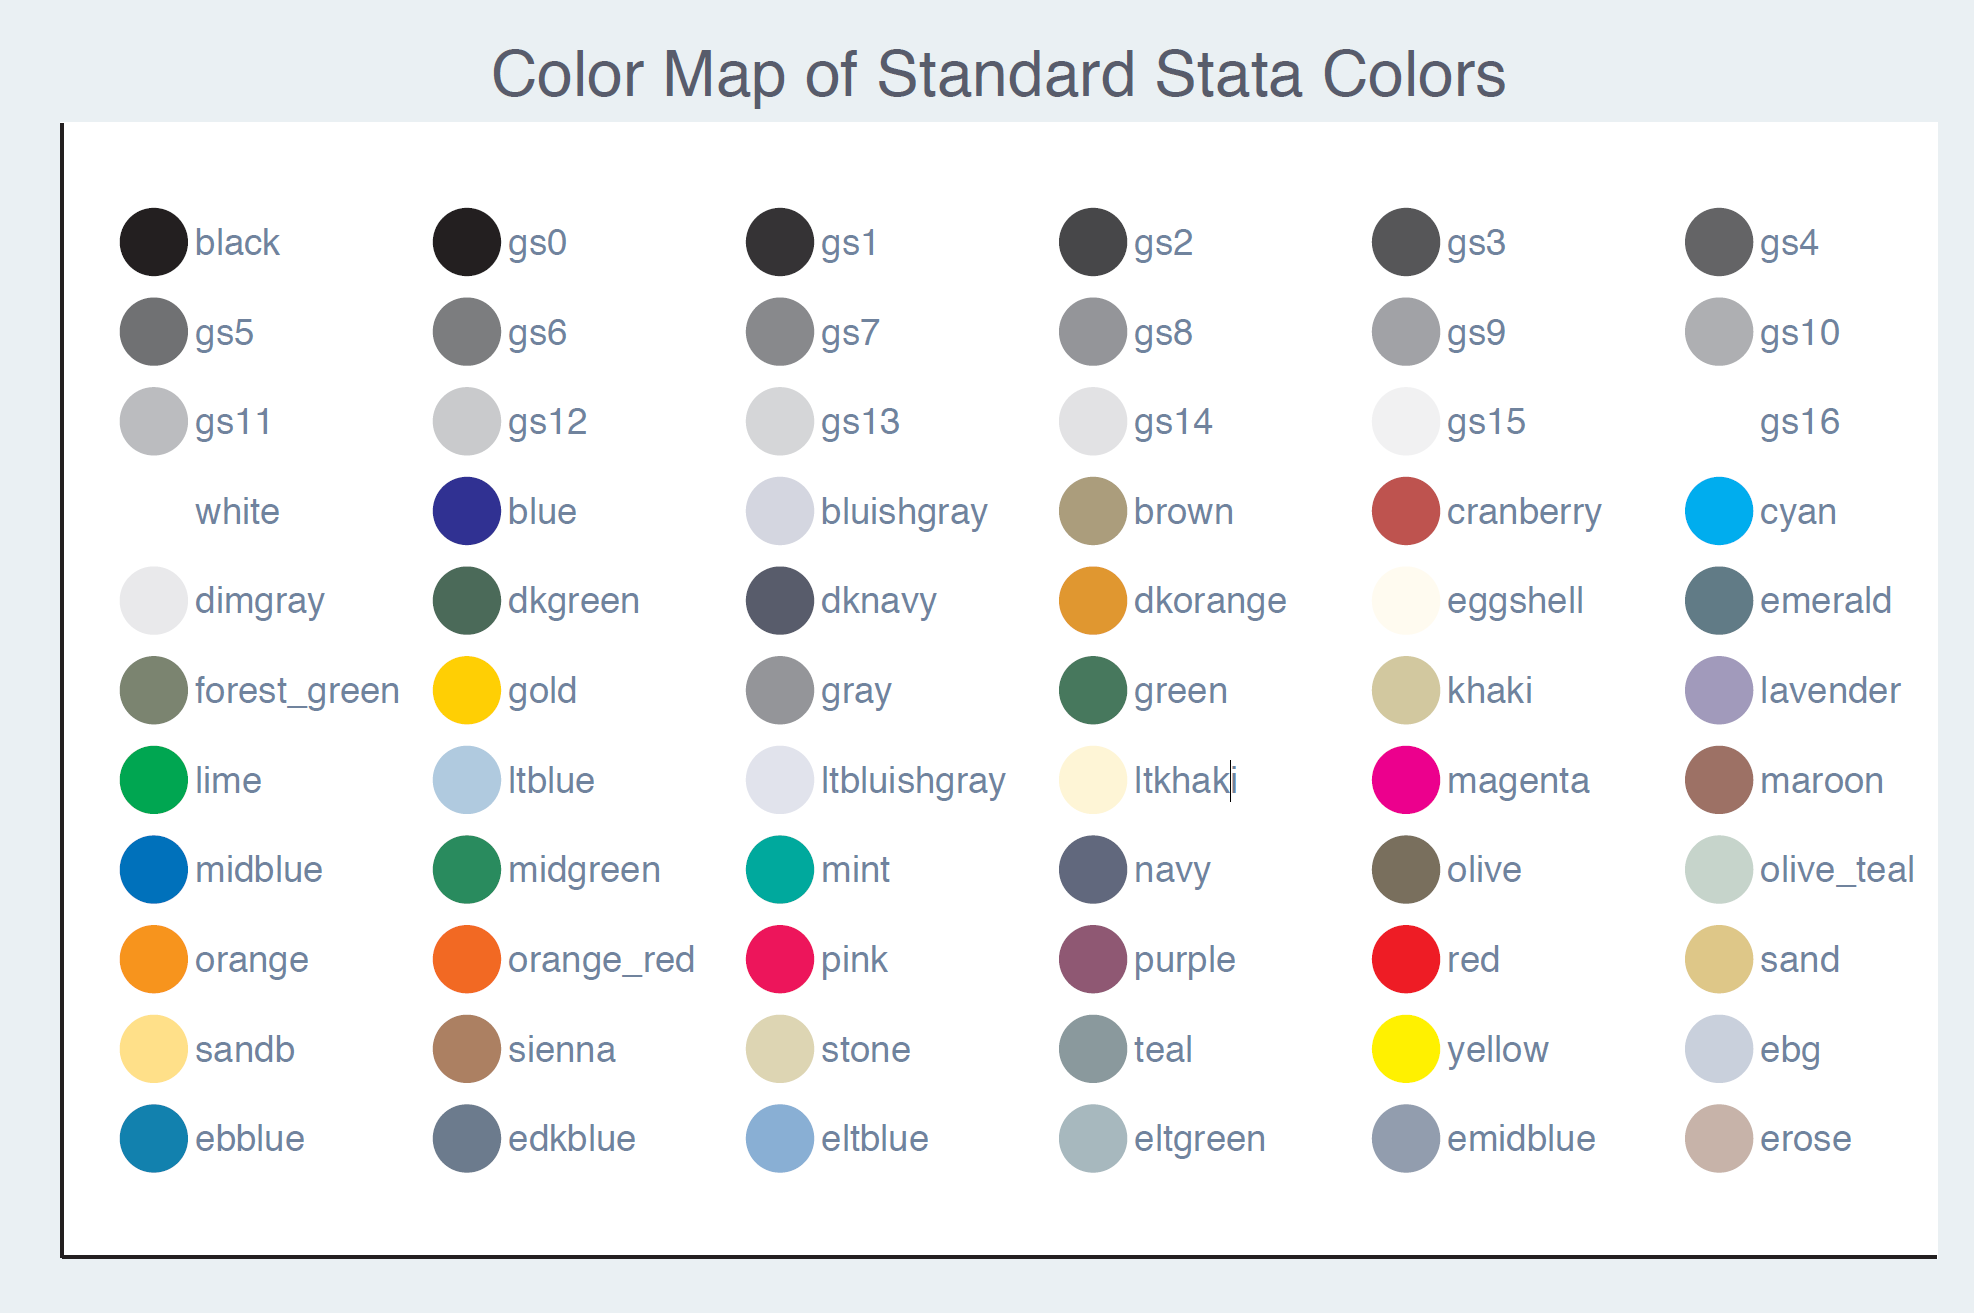 Color Map of Standard Stata Colors
black gs0 gs1 gs2 gs3 gs4
gs5 gs6 gs7 gs8 gs9 gs10
gs11 gs12 gs13 gs14 gs15 gs16
white blue bluishgray brown cranberry cyan
dimgray dkgreen dknavy dkorange eggshell emerald
forest_green gold gray green khaki lavender
lime ltblue ltbluishgray ltkhaki magenta maroon
midblue midgreen mint navy olive olive_teal
orange orange_red pink purple red sand
sandb sienna stone teal yellow ebg
ebblue edkblue eltblue eltgreen emidblue erose